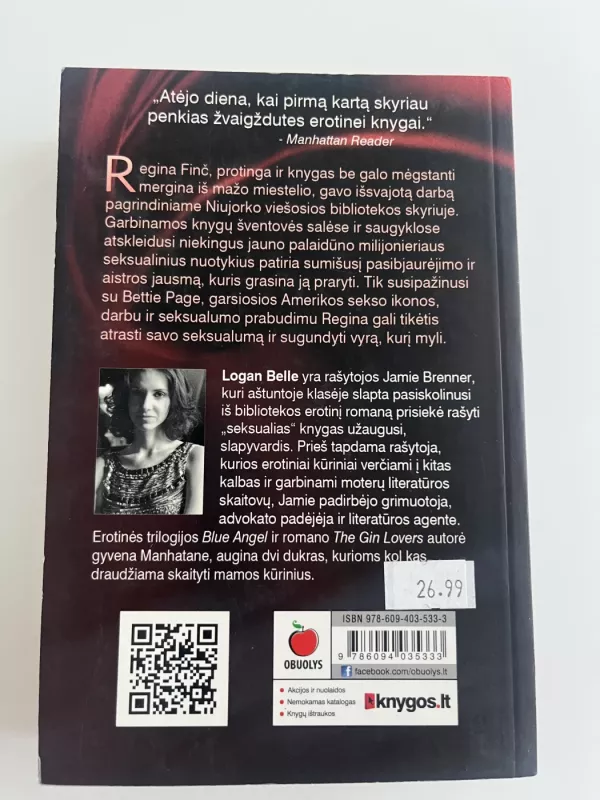 „Atėjo diena, kai pirmą kartą skyriau
penkias žvaigždutes erotinei knygai.“
- Manhattan Reader
Regina Finč, protinga ir knygas be galo mėgstanti
mergina iš mažo miestelio, gavo išsvajotą darbą
pagrindiniame Niujorko viešosios bibliotekos skyriuje.
Garbinamos knygų šventovės salėse ir saugyklose
atskleidusi niekingus jauno palaidūno milijonieriaus
seksualinius nuotykius patiria sumišusį pasibjaurėjimo ir
aistros jausmą, kuris grasina ją praryti. Tik susipažinusi
su Bettie Page, garsiosios Amerikos sekso ikonos,
darbu ir seksualumo prabudimu Regina gali tikėtis
atrasti savo seksualumą ir sugundyti vyrą, kurį myli.
Logan Belle yra rašytojos Jamie Brenner,
kuri aštuntoje klasėje slapta pasiskolinusi
iš bibliotekos erotinį romaną prisiekė rašyti
„seksualias“ knygas užaugusi,
slapyvardis. Prieš tapdama rašytoja,
kurios erotiniai kūriniai verčiami į kitas
kalbas ir garbinami moterų literatūros
skaitovų, Jamie padirbėjo grimuotoja,
advokato padėjėja ir literatūros agente.
Erotinės trilogijos Blue Angel ir romano The Gin Lovers autorė
gyvena Manhatane, augina dvi dukras, kurioms kol kas
draudžiama skaityti mamos kūrinius.
26.99
ISBN 978-609-403-533-3
9 786094 035333
OBUOLYS
facebook.com/obuolys.lt
• Akcijos ir nuolaidos
• Nemokamas katalogas
• Knygų ištraukos
knygos.lt